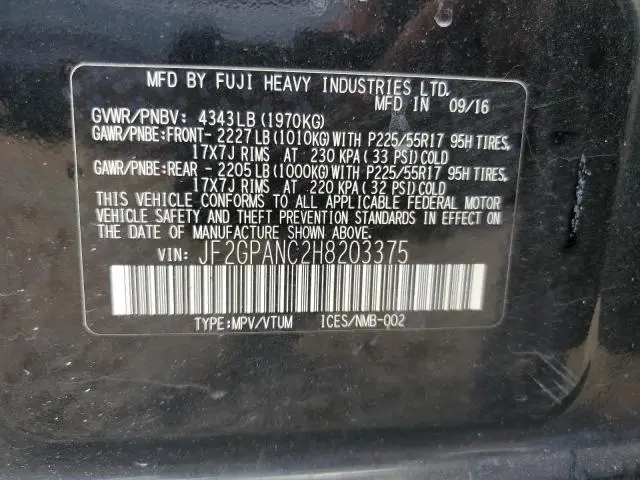 MFD BY FUJI HEAVY INDUSTRIES LTD.
MFD IN 09/16
GVWR/PNBV: 4343LB (1970KG)
GAWR/PNBE:FRONT-2227LB(1010KG)WITH P225/55R17 95H TIRES,
17X7J RIMS AT 230 KPA(33 PSI)COLD
GAWR/PNBE:REAR -2205LB(1000KG)WITH P225/55R17 95H TIRES,
17X7J RIMS AT 220 KPA(32 PSI)COLD
THIS VEHICLE CONFORMS TO ALL APPLICABLE FEDERAL MOTOR
VEHICLE SAFETY AND THEFT PREVENTION STANDARDS IN EFFECT ON
THE DATE OF MANUFACTURE SHOWN ABOVE.
VIN: JF2GPANC2H8203375
TYPE:MPV/VTUM ICES/NMB-002